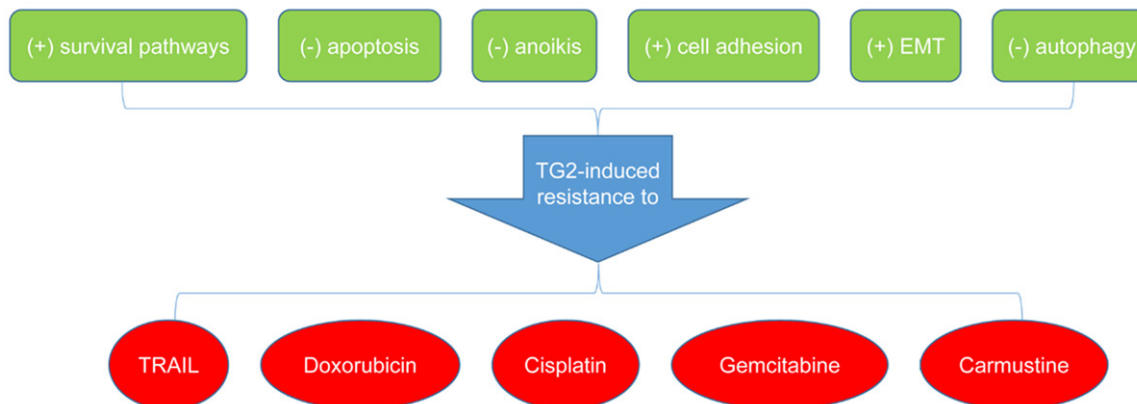 (+) survival pathways
(-) apoptosis
(-) anoikis
(+) cell adhesion
(+) EMT
(-) autophagy
TG2-induced
resistance to
TRAIL
Doxorubicin
Cisplatin
Gemcitabine
Carmustine